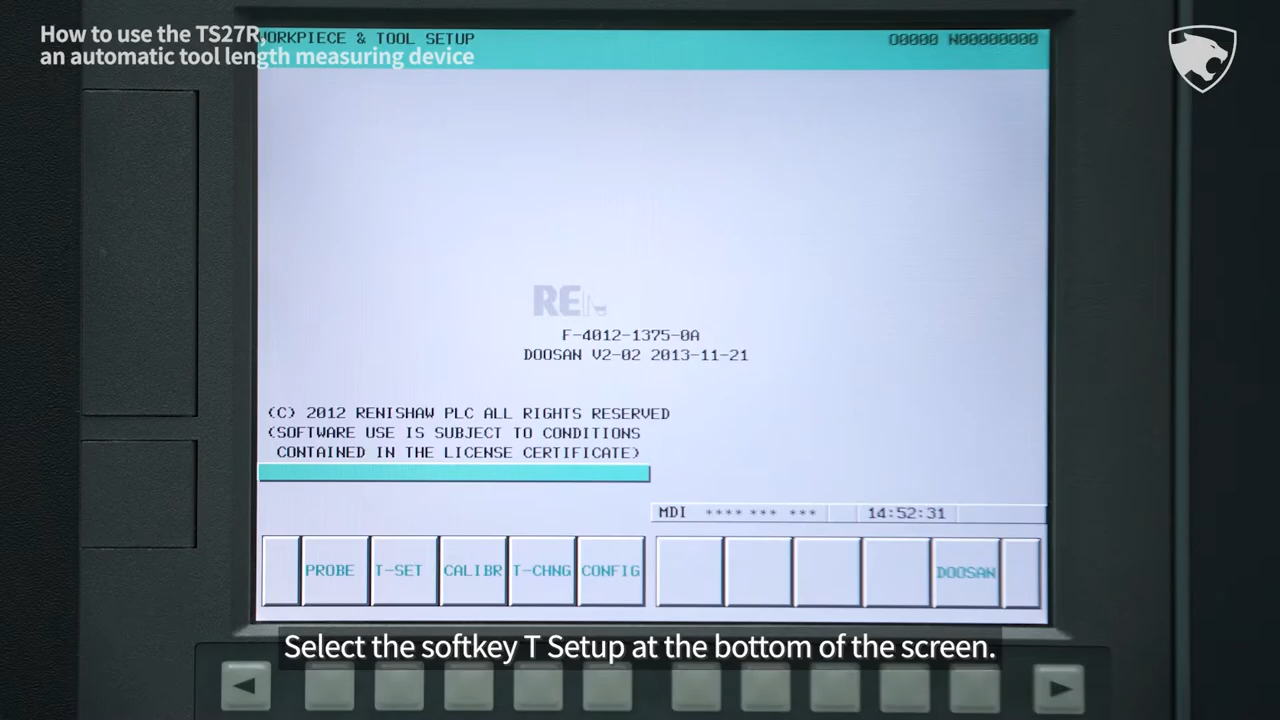 How to use the TS27R,
an automatic tool length measuring device
ORKPIECE & TOOL SETUP
O0000 N00000000
RE
F-4012-1375-0A
DOOSAN V2-02 2013-11-21
(C) 2012 RENISHAW PLC ALL RIGHTS RESERVED
(SOFTWARE USE IS SUBJECT TO CONDITIONS
CONTAINED IN THE LICENSE CERTIFICATE)
MDI **** *** *** 14:52:31
PROBE T-SET CALIBR T-CHNG CONFIG DOOSAN
Select the softkey T Setup at the bottom of the screen.